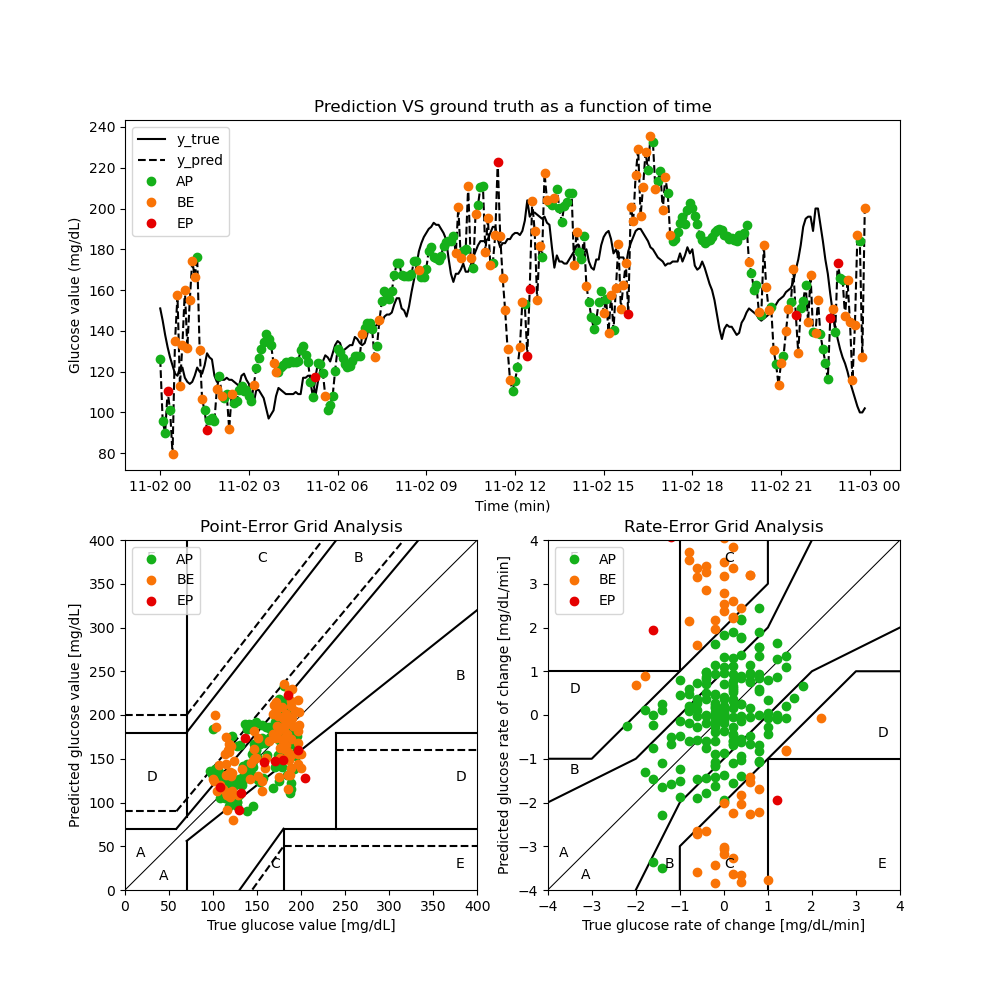 Prediction VS ground truth as a function of time
Glucose value (mg/dL)
240
220
200
180
160
140
120
100
80
y_true
y_pred
AP
BE
EP
11-02 00 11-02 03 11-02 06 11-02 09 11-02 12 11-02 15 11-02 18 11-02 21 11-03 00
Time (min)
Point-Error Grid Analysis
Predicted glucose value [mg/dL]
400
350
300
250
200
150
100
50
0
AP
BE
EP
C B
B
D D
A
A C E
0 50 100 150 200 250 300 350 400
True glucose value [mg/dL]
Rate-Error Grid Analysis
Predicted glucose rate of change [mg/dL/min]
4
3
2
1
0
−1
−2
−3
−4
AP
BE
EP
C
D
D
B
A
A B C E
−4 −3 −2 −1 0 1 2 3 4
True glucose rate of change [mg/dL/min]